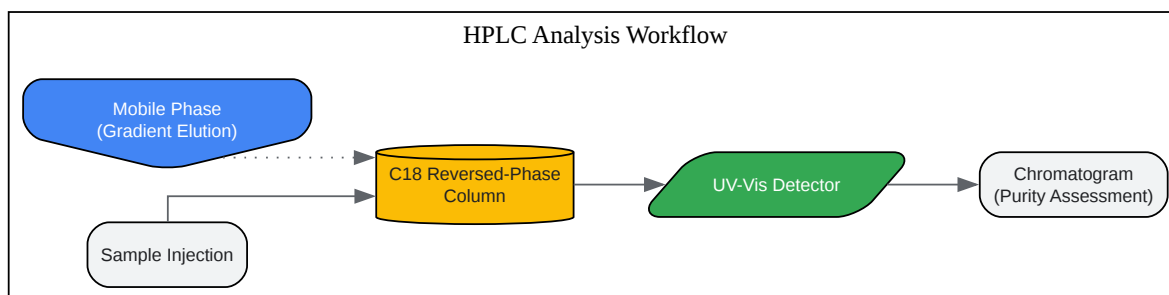 HPLC Analysis Workflow
Mobile Phase
(Gradient Elution)
C18 Reversed-Phase
Column
UV-Vis Detector
Chromatogram
(Purity Assessment)
Sample Injection